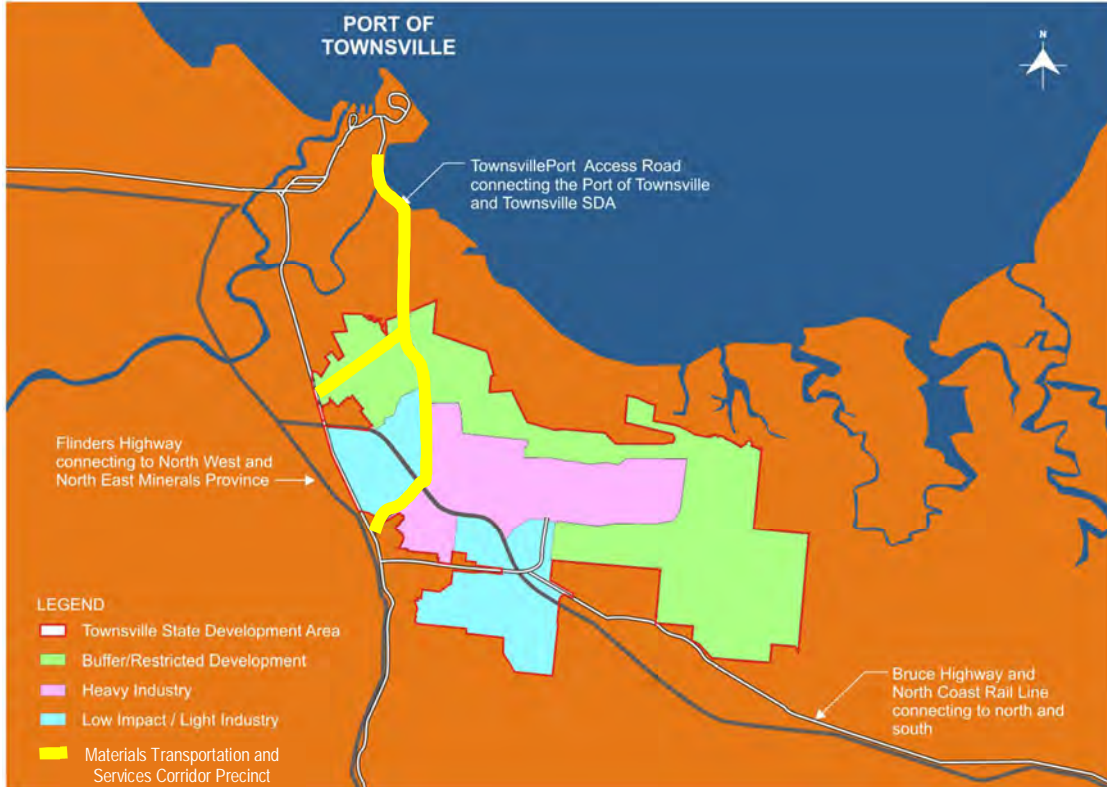 PORT OF
TOWNSVILLE
N
TownsvillePort Access Road
connecting the Port of Townsville
and Townsville SDA
Flinders Highway
connecting to North West and
North East Minerals Province
LEGEND
Townsville State Development Area
Buffer/Restricted Development
Heavy Industry
Low Impact / Light Industry
Materials Transportation and
Services Corridor Precinct
Bruce Highway and
North Coast Rail Line
connecting to north and
south